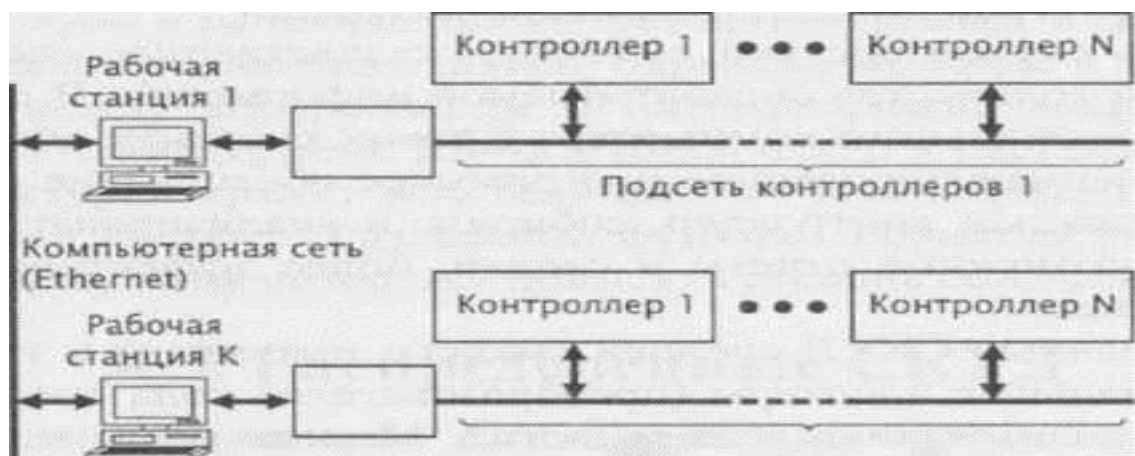 Контроллер 1
Контроллер N
Рабочая
станция 1
Подсеть контроллеров 1
Компьютерная сеть
(Ethernet)
Контроллер 1
Контроллер N
Рабочая
станция K